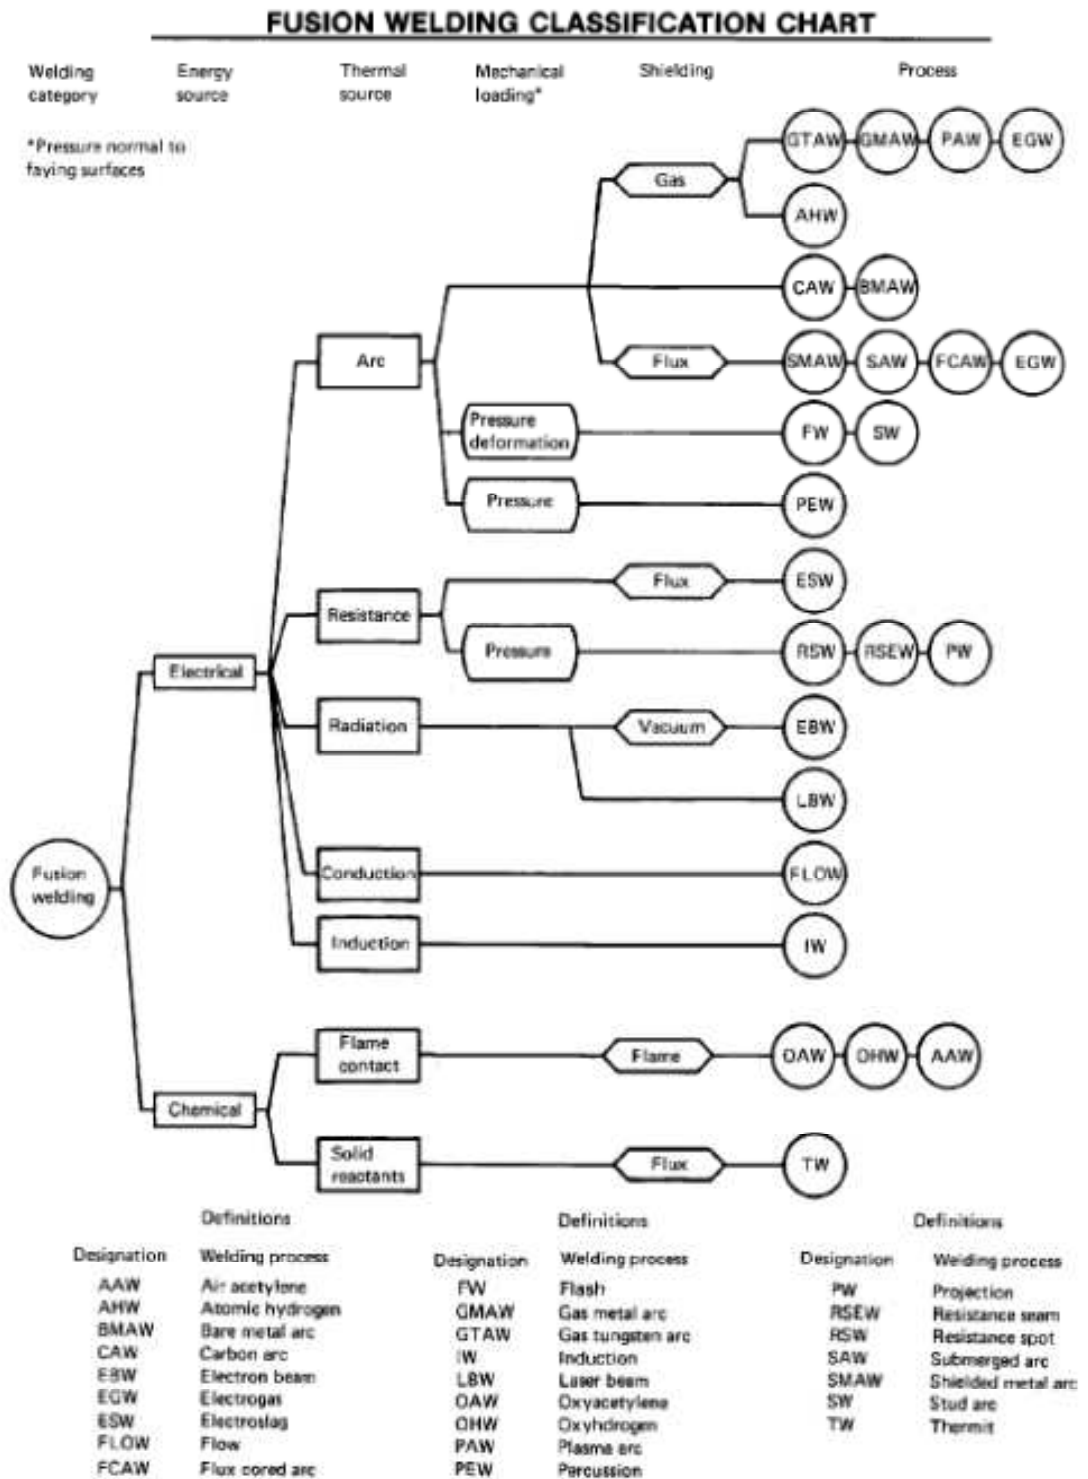 FUSION WELDING CLASSIFICATION CHART
Welding category
Energy source
Thermal source
Mechanical loading*
Shielding
Process
*Pressure normal to
faying surfaces
GTAW GMAW PAW EGW
Gas
AHW
CAW BMAW
Arc
Flux
SMAW SAW FCAW EGW
Pressure
deformation
FW SW
Pressure
PEW
Flux
ESW
Resistance
Pressure
RSW RSEW PW
Electrical
Radiation
Vacuum
EBW
LBW
Fusion
welding
Conduction
FLOW
Induction
IW
Flame
contact
Flame
OAW OHW AAW
Chemical
Solid
reactants
Flux
TW
Definitions
Designation Welding process
AAW Air acetylene
AHW Atomic hydrogen
BMAW Bare metal arc
CAW Carbon arc
EBW Electron beam
EGW Electrogas
ESW Electroslag
FLOW Flow
FCAW Flux cored arc
Definitions
Designation Welding process
FW Flash
GMAW Gas metal arc
GTAW Gas tungsten arc
IW Induction
LBW Laser beam
OAW Oxyacetylene
OHW Oxyhdrogen
PAW Plasma arc
PEW Percussion
Definitions
Designation Welding process
PW Projection
RSEW Resistance seam
RSW Resistance spot
SAW Submerged arc
SMAW Shielded metal arc
SW Stud arc
TW Thermit